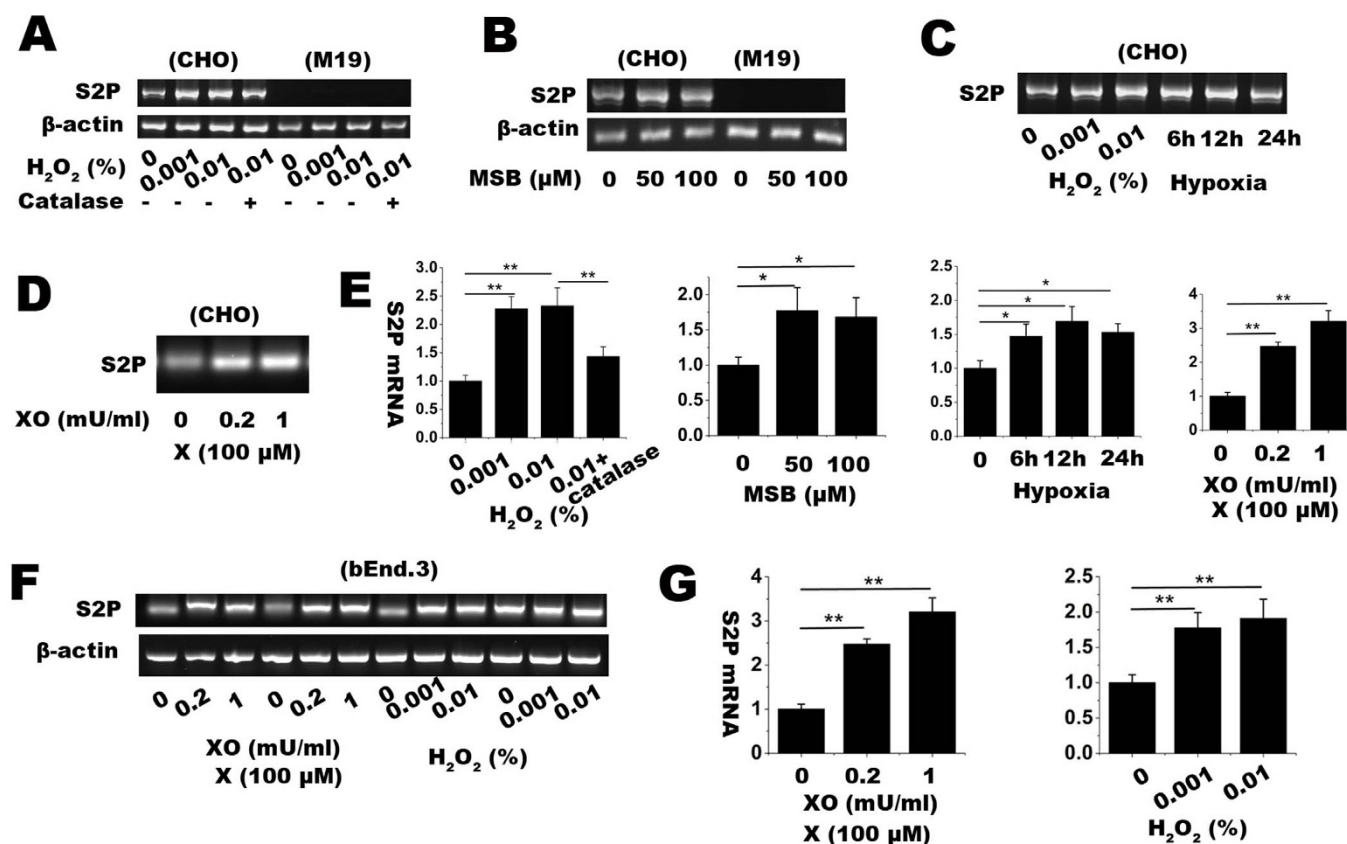 A
(CHO) (M19)
S2P
β-actin
H₂O₂ (%) 0 0.001 0.01 0.01 0 0.001 0.01 0.01
Catalase - - - + - - - +
B
(CHO) (M19)
S2P
β-actin
MSB (μM) 0 50 100 0 50 100
C
(CHO)
S2P
0 0.001 0.01 6h 12h 24h
H₂O₂ (%) Hypoxia
D
(CHO)
S2P
XO (mU/ml) 0 0.2 1
X (100 μM)
E
S2P mRNA
3.0
2.5
2.0
1.5
1.0
0.5
0.0
** ** **
0 0.001 0.01 0.01+
catalase
H₂O₂ (%)
2.0
1.5
1.0
0.5
0
* *
0 50 100
MSB (μM)
2.5
2.0
1.5
1.0
0.5
0.0
* * *
0 6h 12h 24h
Hypoxia
4
3
2
1
0
** **
0 0.2 1
XO (mU/ml)
X (100 μM)
F
(bEnd.3)
S2P
β-actin
0 0.2 1 0 0.2 1 0 0.001 0.01 0 0.001 0.01
XO (mU/ml) H₂O₂ (%)
X (100 μM)
G
S2P mRNA
4
3
2
1
0
** **
0 0.2 1
XO (mU/ml)
X (100 μM)
2.5
2.0
1.5
1.0
0.5
0.0
** **
0 0.001 0.01
H₂O₂ (%)